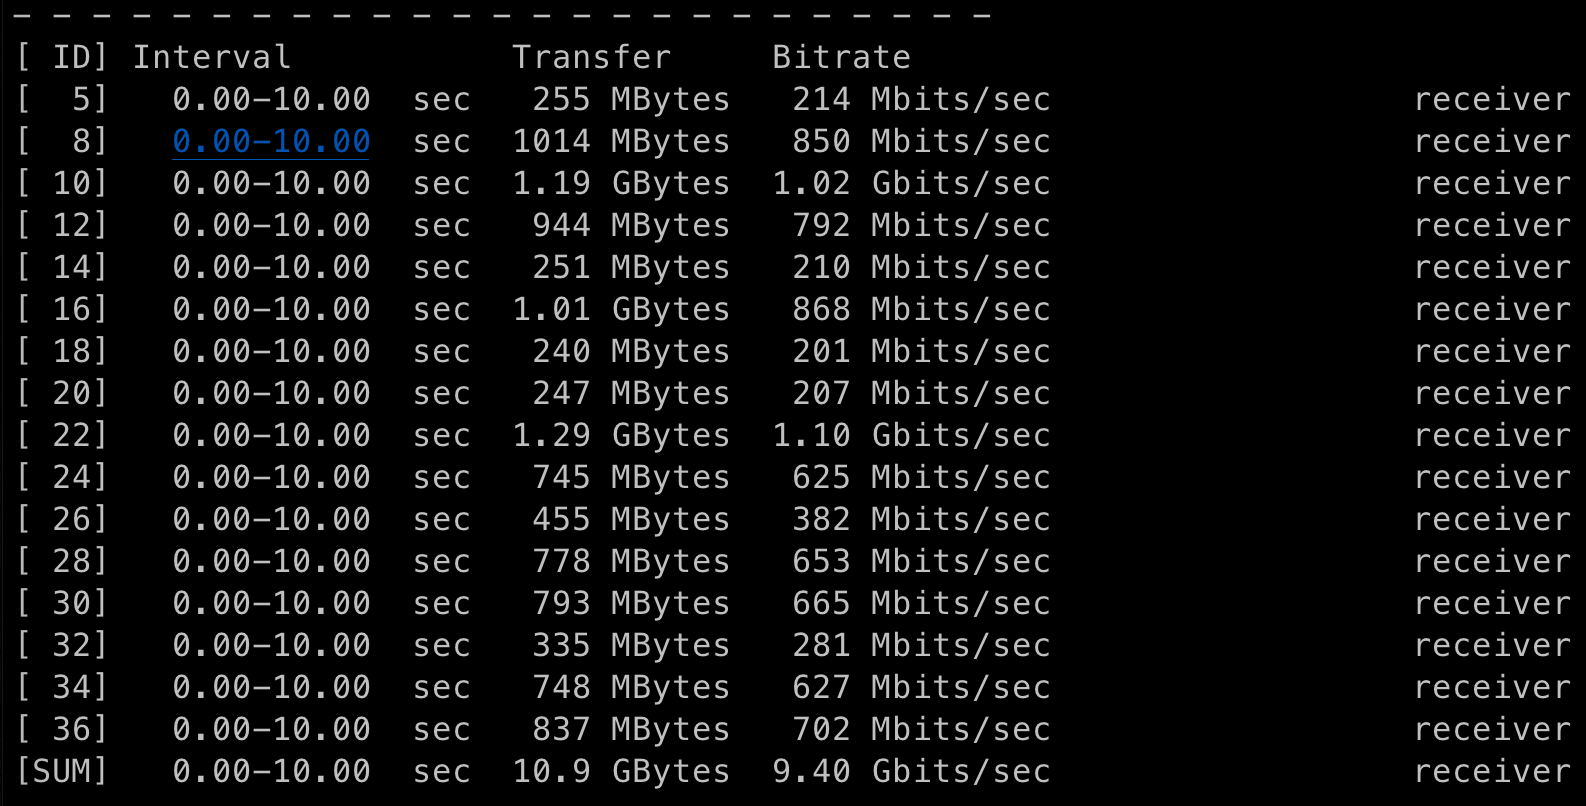 - - - - - - - - - - - - - - - - - - - - - - - - -
[ ID] Interval           Transfer     Bitrate
[  5]   0.00-10.00  sec   255 MBytes   214 Mbits/sec                  receiver
[  8]   0.00-10.00  sec  1014 MBytes   850 Mbits/sec                  receiver
[ 10]   0.00-10.00  sec  1.19 GBytes  1.02 Gbits/sec                  receiver
[ 12]   0.00-10.00  sec   944 MBytes   792 Mbits/sec                  receiver
[ 14]   0.00-10.00  sec   251 MBytes   210 Mbits/sec                  receiver
[ 16]   0.00-10.00  sec  1.01 GBytes   868 Mbits/sec                  receiver
[ 18]   0.00-10.00  sec   240 MBytes   201 Mbits/sec                  receiver
[ 20]   0.00-10.00  sec   247 MBytes   207 Mbits/sec                  receiver
[ 22]   0.00-10.00  sec  1.29 GBytes  1.10 Gbits/sec                  receiver
[ 24]   0.00-10.00  sec   745 MBytes   625 Mbits/sec                  receiver
[ 26]   0.00-10.00  sec   455 MBytes   382 Mbits/sec                  receiver
[ 28]   0.00-10.00  sec   778 MBytes   653 Mbits/sec                  receiver
[ 30]   0.00-10.00  sec   793 MBytes   665 Mbits/sec                  receiver
[ 32]   0.00-10.00  sec   335 MBytes   281 Mbits/sec                  receiver
[ 34]   0.00-10.00  sec   748 MBytes   627 Mbits/sec                  receiver
[ 36]   0.00-10.00  sec   837 MBytes   702 Mbits/sec                  receiver
[SUM]   0.00-10.00  sec  10.9 GBytes  9.40 Gbits/sec                  receiver